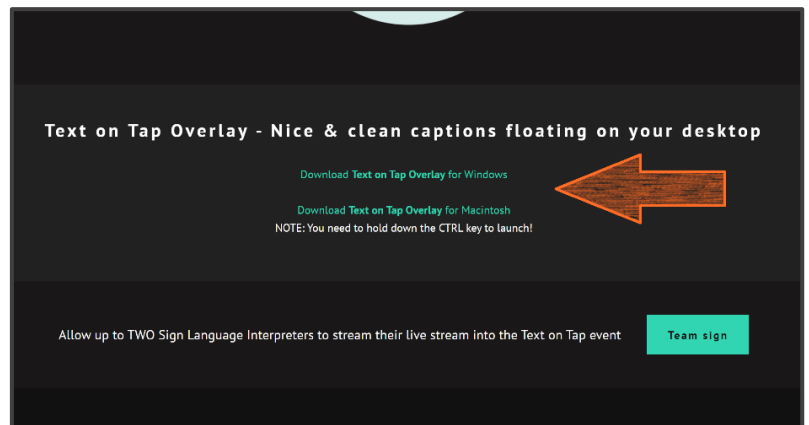 Text on Tap Overlay - Nice & clean captions floating on your desktop
Download Text on Tap Overlay for Windows
Download Text on Tap Overlay for Macintosh
NOTE: You need to hold down the CTRL key to launch!
Allow up to TWO Sign Language Interpreters to stream their live stream into the Text on Tap event
Team sign